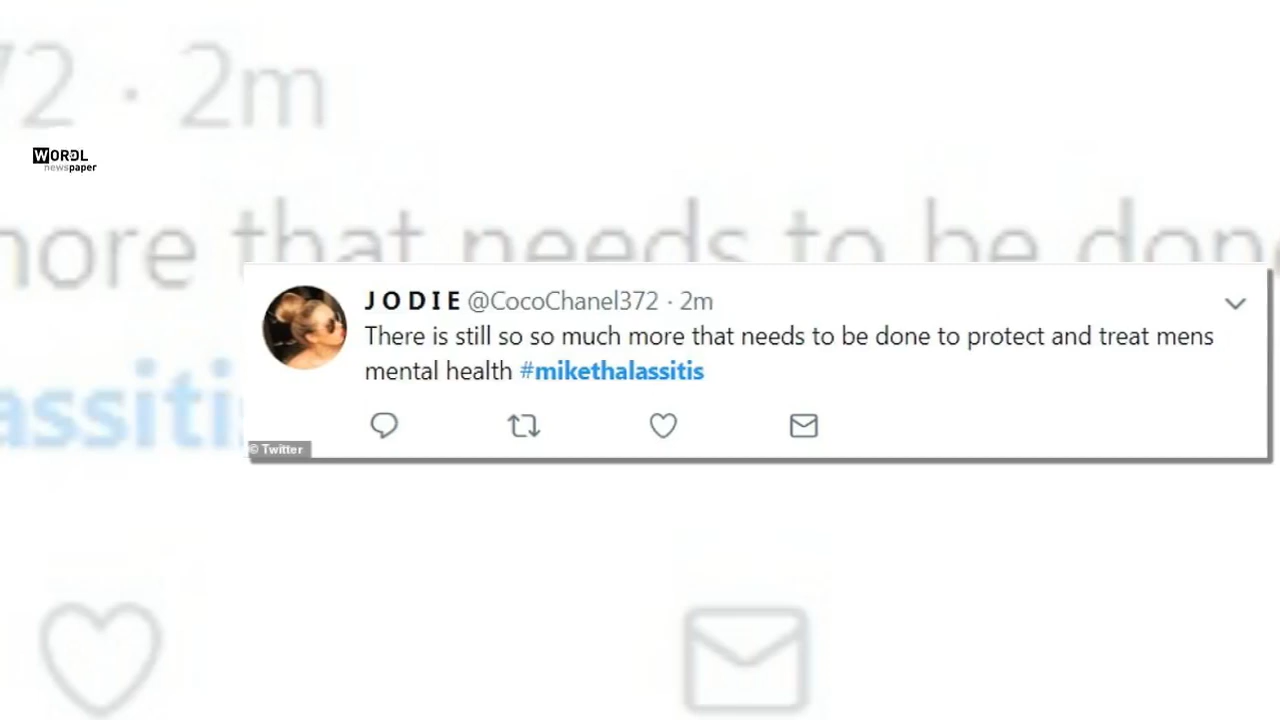 72 · 2m
WORDL
newspaper
more that needs to be done
J O D I E @CocoChanel372 · 2m
There is still so so much more that needs to be done to protect and treat mens
mental health #mikethalassitis
assiti
© Twitter